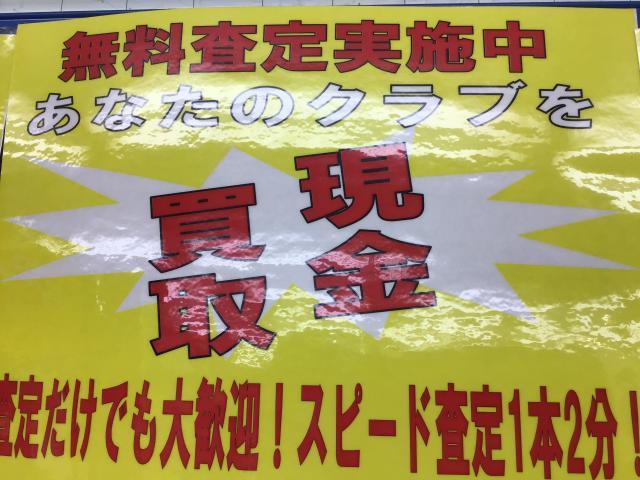 無料査定実施中
あなたのクラブを
現金
買取
査定だけでも大歓迎！スピード査定1本2分！